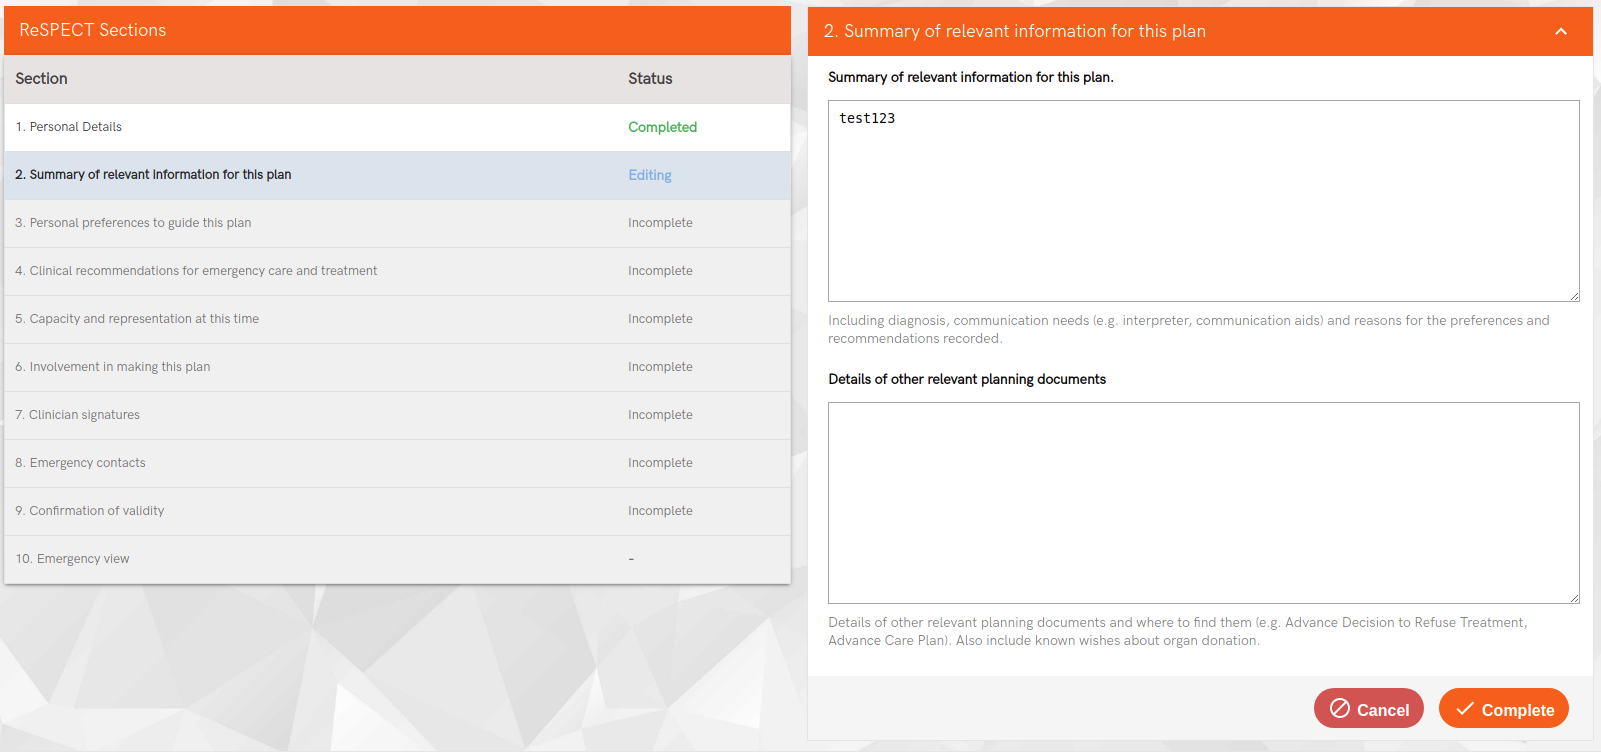 ReSPECT Sections
Section Status
1. Personal Details Completed
2. Summary of relevant information for this plan Editing
3. Personal preferences to guide this plan Incomplete
4. Clinical recommendations for emergency care and treatment Incomplete
5. Capacity and representation at this time Incomplete
6. Involvement in making this plan Incomplete
7. Clinician signatures Incomplete
8. Emergency contacts Incomplete
9. Confirmation of validity Incomplete
10. Emergency view -
2. Summary of relevant information for this plan
Summary of relevant information for this plan.
test123
Including diagnosis, communication needs (e.g. interpreter, communication aids) and reasons for the preferences and
recommendations recorded.
Details of other relevant planning documents
Details of other relevant planning documents and where to find them (e.g. Advance Decision to Refuse Treatment,
Advance Care Plan). Also include known wishes about organ donation.
Cancel Complete